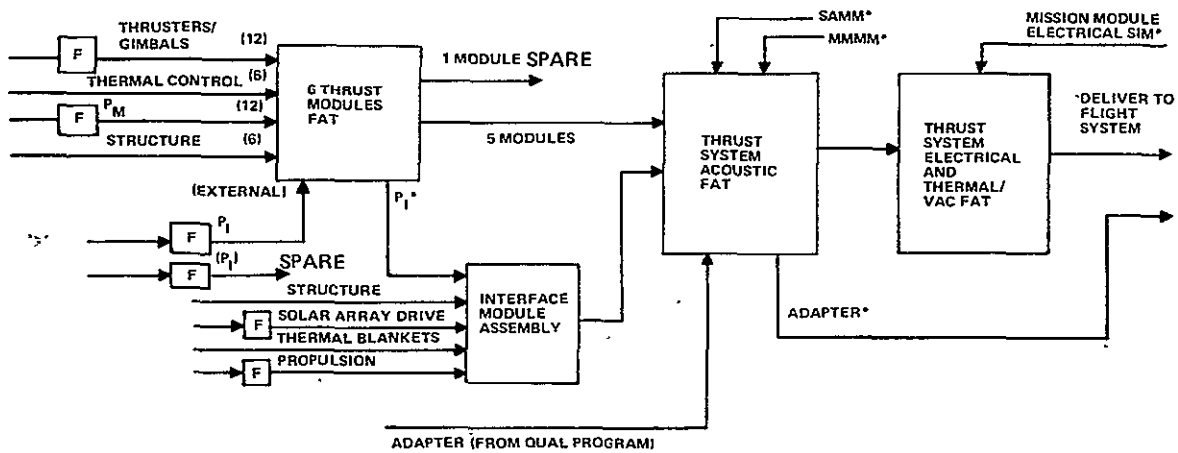 THRUSTERS/
GIMBALS
(12)
F
THERMAL CONTROL
(6)
F
P_M
(12)
STRUCTURE
(6)
(EXTERNAL)
6 THRUST
MODULES
FAT
1 MODULE SPARE
5 MODULES
P_I*
F
P_I
F
(P_I)
SPARE
STRUCTURE
F
SOLAR ARRAY DRIVE
THERMAL BLANKETS
F
PROPULSION
INTERFACE
MODULE
ASSEMBLY
ADAPTER (FROM QUAL PROGRAM)
SAMM*
MMMM*
THRUST
SYSTEM
ACOUSTIC
FAT
ADAPTER*
MISSION MODULE
ELECTRICAL SIM*
THRUST
SYSTEM
ELECTRICAL
AND
THERMAL/
VAC FAT
DELIVER TO
FLIGHT
SYSTEM